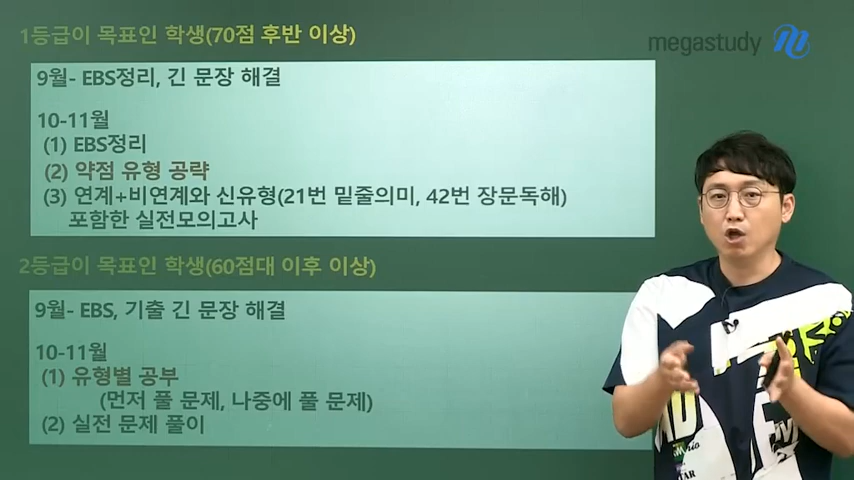 1등급이 목표인 학생(70점 후반 이상)
megastudy
9월- EBS정리, 긴 문장 해결
10-11월
(1) EBS정리
(2) 약점 유형 공략
(3) 연계+비연계와 신유형(21번 밑줄의미, 42번 장문독해)
포함한 실전모의고사
2등급이 목표인 학생(60점대 이후 이상)
9월- EBS, 기출 긴 문장 해결
10-11월
(1) 유형별 공부
(먼저 풀 문제, 나중에 풀 문제)
(2) 실전 문제 풀이